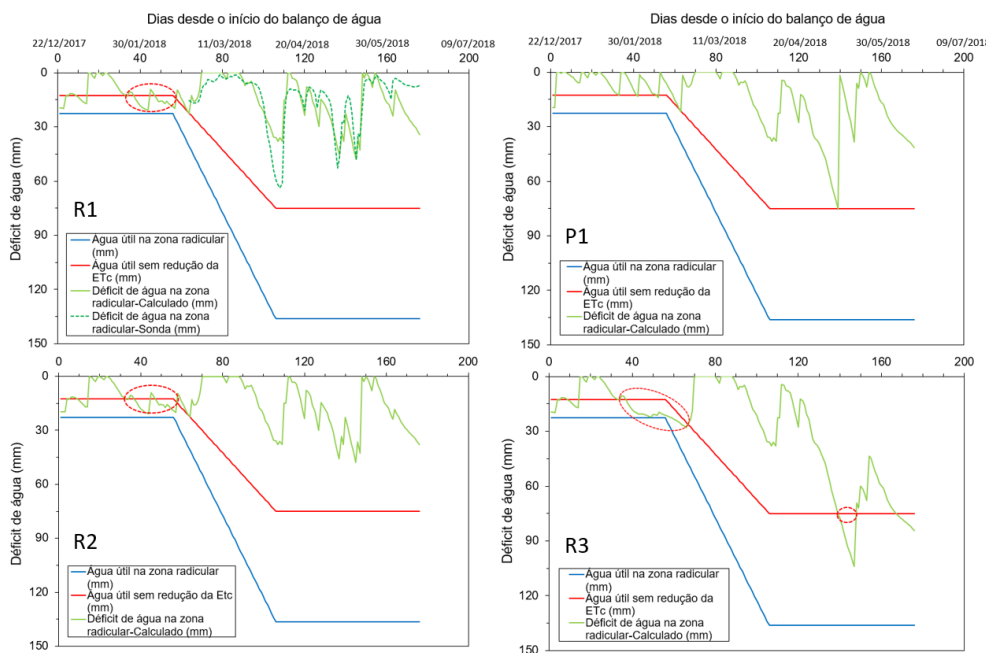 Dias desde o início do balanço de água
22/12/2017 30/01/2018 11/03/2018 20/04/2018 30/05/2018 09/07/2018
0 40 80 120 160 200
0
30
60
90
120
150
Déficit de água (mm)
R1
Água útil na zona radicular
(mm)
Água útil sem redução da
ETc (mm)
Déficit de água na zona
radicular-Calculado (mm)
Déficit de água na zona
radicular-Sonda (mm)
Dias desde o início do balanço de água
22/12/2017 30/01/2018 11/03/2018 20/04/2018 30/05/2018 09/07/2018
0 40 80 120 160 200
0
30
60
90
120
150
Déficit de água (mm)
P1
Água útil na zona radicular
(mm)
Água útil sem redução da
ETc (mm)
Déficit de água na zona
radicular-Calculado (mm)
0 40 80 120 160 200
0
30
60
90
120
150
Déficit de água (mm)
R2
Água útil na zona radicular
(mm)
Água útil sem redução da Etc
(mm)
Déficit de água na zona
radicular-Calculado (mm)
0 40 80 120 160 200
0
30
60
90
120
150
Déficit de água (mm)
R3
Água útil na zona radicular
(mm)
Água útil sem redução da
ETc (mm)
Déficit de água na zona
radicular-Calculado (mm)